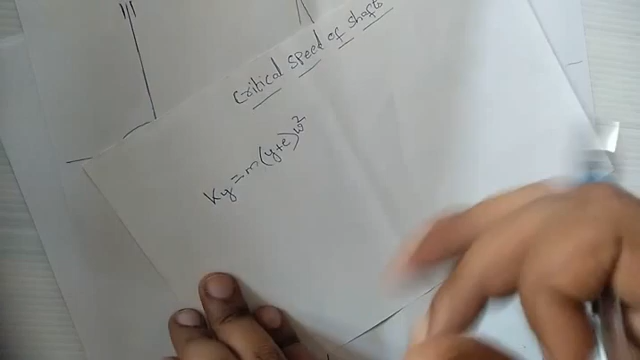 Critical Speed of Shafts
Ky = m(y+e)ω²